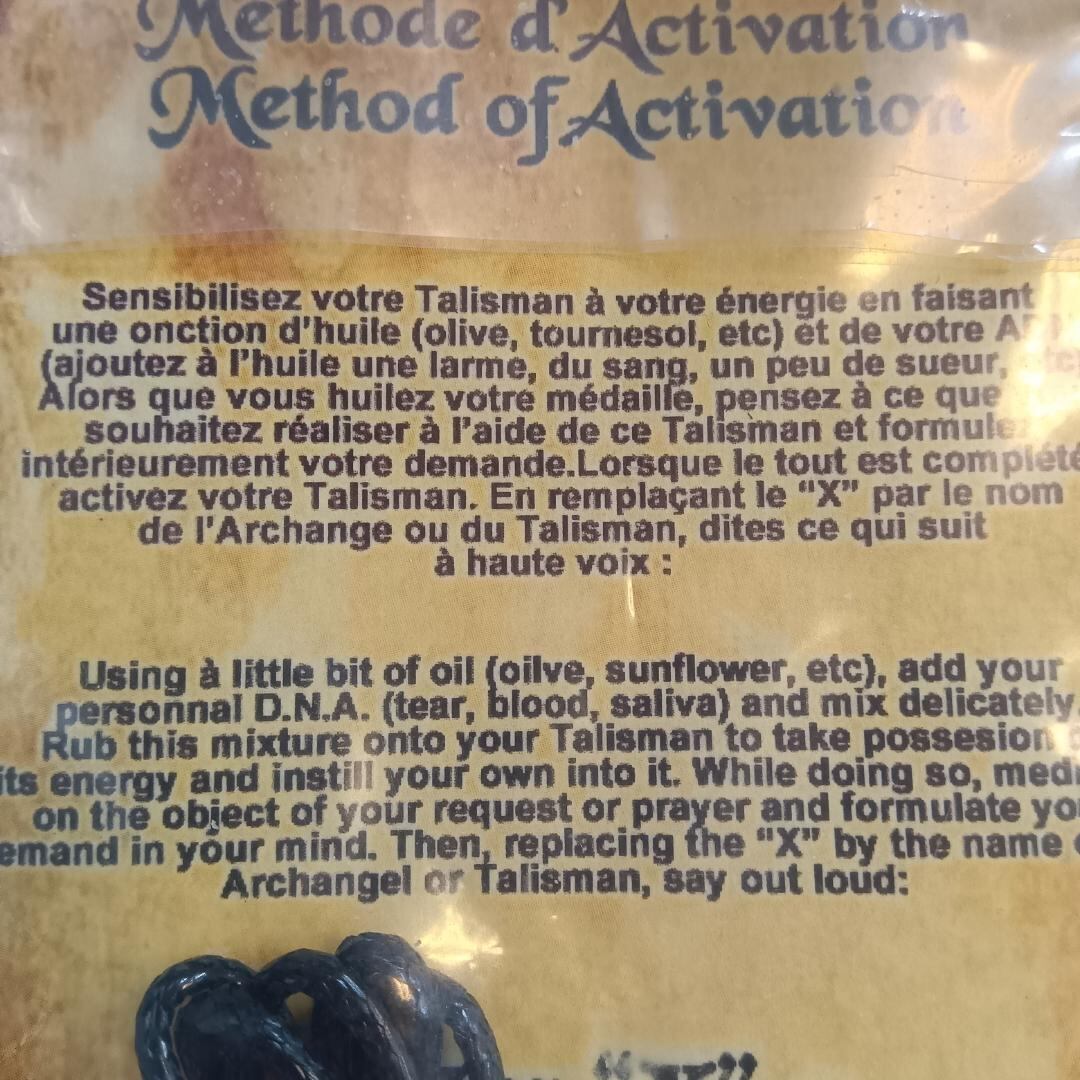 Methode d'Activation
Method of Activation
Sensibilisez votre Talisman à votre énergie en faisant
une onction d'huile (olive, tournesol, etc) et de votre
(ajoutez à l'huile une larme, du sang, un peu de sueur,
Alors que vous huilez votre médaille, pensez à ce que
souhaitez réaliser à l'aide de ce Talisman et
intérieurement votre demande.Lorsque le tout est complété
activez votre Talisman. En remplaçant le “X” par le nom
de l'Archange ou du Talisman, dites ce qui suit
à haute voix :
Using à little bit of oil (oilve, sunflower, etc), add your
personnal D.N.A. (tear, blood, saliva) and mix delicately
Rub this mixture onto your Talisman to take possesion
its energy and instill your own into it. While doing so,
on the object of your request or prayer and formulate
in your mind. Then, replacing the “X” by the name
Archangel or Talisman, say out loud: